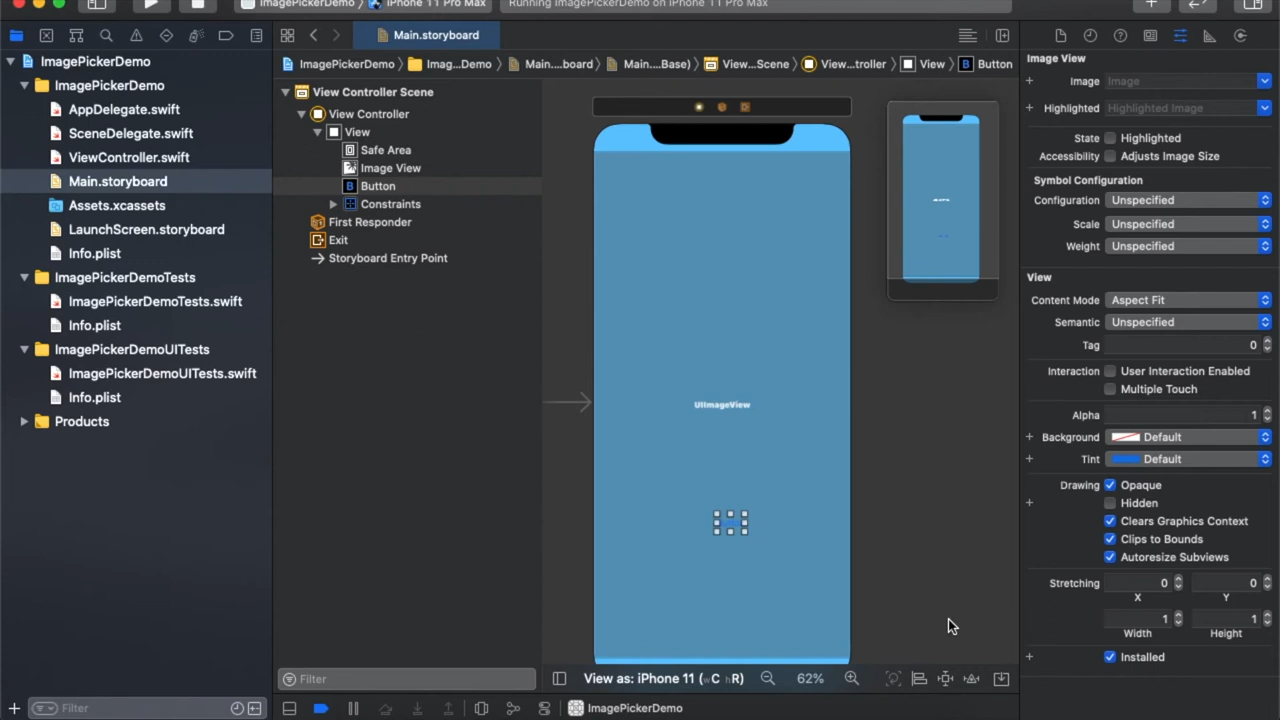 ImagePickerDemo
iPhone 11 Pro Max
Running ImagePickerDemo on iPhone 11 Pro Max
Main.storyboard
ImagePickerDemo
Imag...Demo
Main....board
Main....Base)
View...Scene
View...troller
View
B Button
ImagePickerDemo
ImagePickerDemo
AppDelegate.swift
SceneDelegate.swift
ViewController.swift
Main.storyboard
Assets.xcassets
LaunchScreen.storyboard
Info.plist
ImagePickerDemoTests
ImagePickerDemoTests.swift
Info.plist
ImagePickerDemoUITests
ImagePickerDemoUITests.swift
Info.plist
Products
Filter
View Controller Scene
View Controller
View
Safe Area
Image View
B Button
Constraints
First Responder
Exit
Storyboard Entry Point
Filter
UIImageView
View as: iPhone 11 (wC hR)
62%
ImagePickerDemo
Image View
Image Image
Highlighted Highlighted Image
State Highlighted
Accessibility Adjusts Image Size
Symbol Configuration
Configuration Unspecified
Scale Unspecified
Weight Unspecified
View
Content Mode Aspect Fit
Semantic Unspecified
Tag 0
Interaction User Interaction Enabled
Multiple Touch
Alpha 1
Background Default
Tint Default
Drawing Opaque
Hidden
Clears Graphics Context
Clips to Bounds
Autoresize Subviews
Stretching 0 0
X Y
1 1
Width Height
Installed